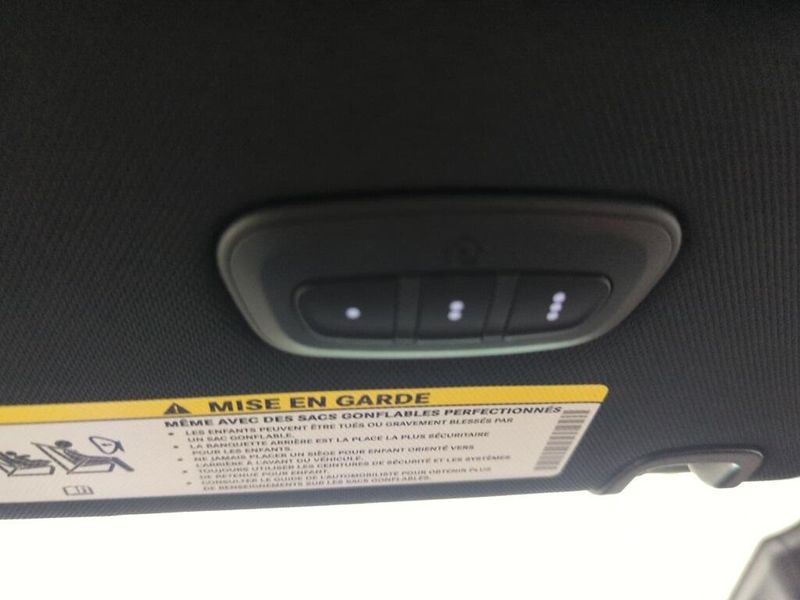 MISE EN GARDE
MÊME AVEC DES SACS GONFLABLES PERFECTIONNÉS
• LES ENFANTS PEUVENT ÊTRE TUÉS OU GRAVEMENT BLESSÉS PAR
UN SAC GONFLABLE.
• LA BANQUETTE ARRIÈRE EST LA PLACE LA PLUS SÉCURITAIRE
POUR LES ENFANTS.
• NE JAMAIS PLACER UN SIÈGE POUR ENFANT ORIENTÉ VERS
L'ARRIÈRE À L'AVANT DU VÉHICULE.
• TOUJOURS UTILISER LES CEINTURES DE SÉCURITÉ ET LES SYSTÈMES
DE RETENUE POUR ENFANT.
• CONSULTER LE GUIDE DE L'AUTOMOBILISTE POUR OBTENIR PLUS
DE RENSEIGNEMENTS SUR LES SACS GONFLABLES.